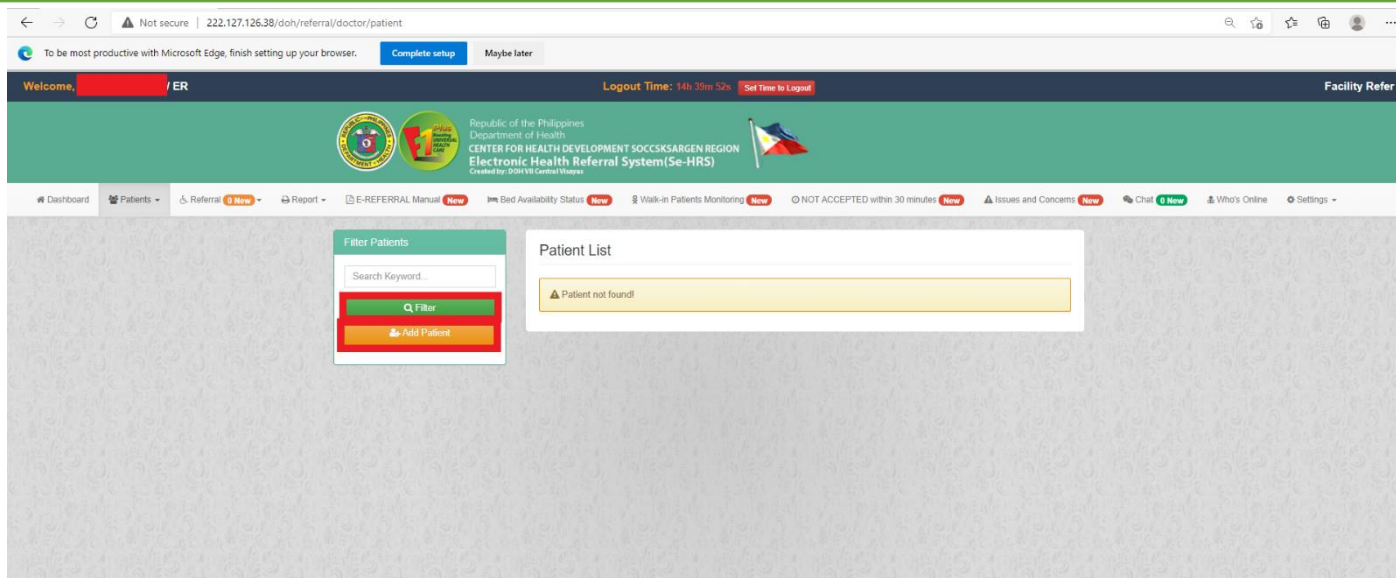 Not secure | 222.127.126.38/doh/referral/doctor/patient
To be most productive with Microsoft Edge, finish setting up your browser. Complete setup Maybe later
Welcome, / ER Logout Time: 14h 39m 52s Set Time to Logout Facility Refer
Republic of the Philippines
Department of Health
CENTER FOR HEALTH DEVELOPMENT SOCCSKSARGEN REGION
Electronic Health Referral System(Se-HRS)
Created by: DOH VII Central Visayas
Dashboard Patients Referral 0 New Report E-REFERRAL Manual New Bed Availability Status New Walk-in Patients Monitoring New NOT ACCEPTED within 30 minutes New Issues and Concerns New Chat 0 New Who's Online Settings
Filter Patients
Search Keyword...
Filter
Add Patient
Patient List
Patient not found!